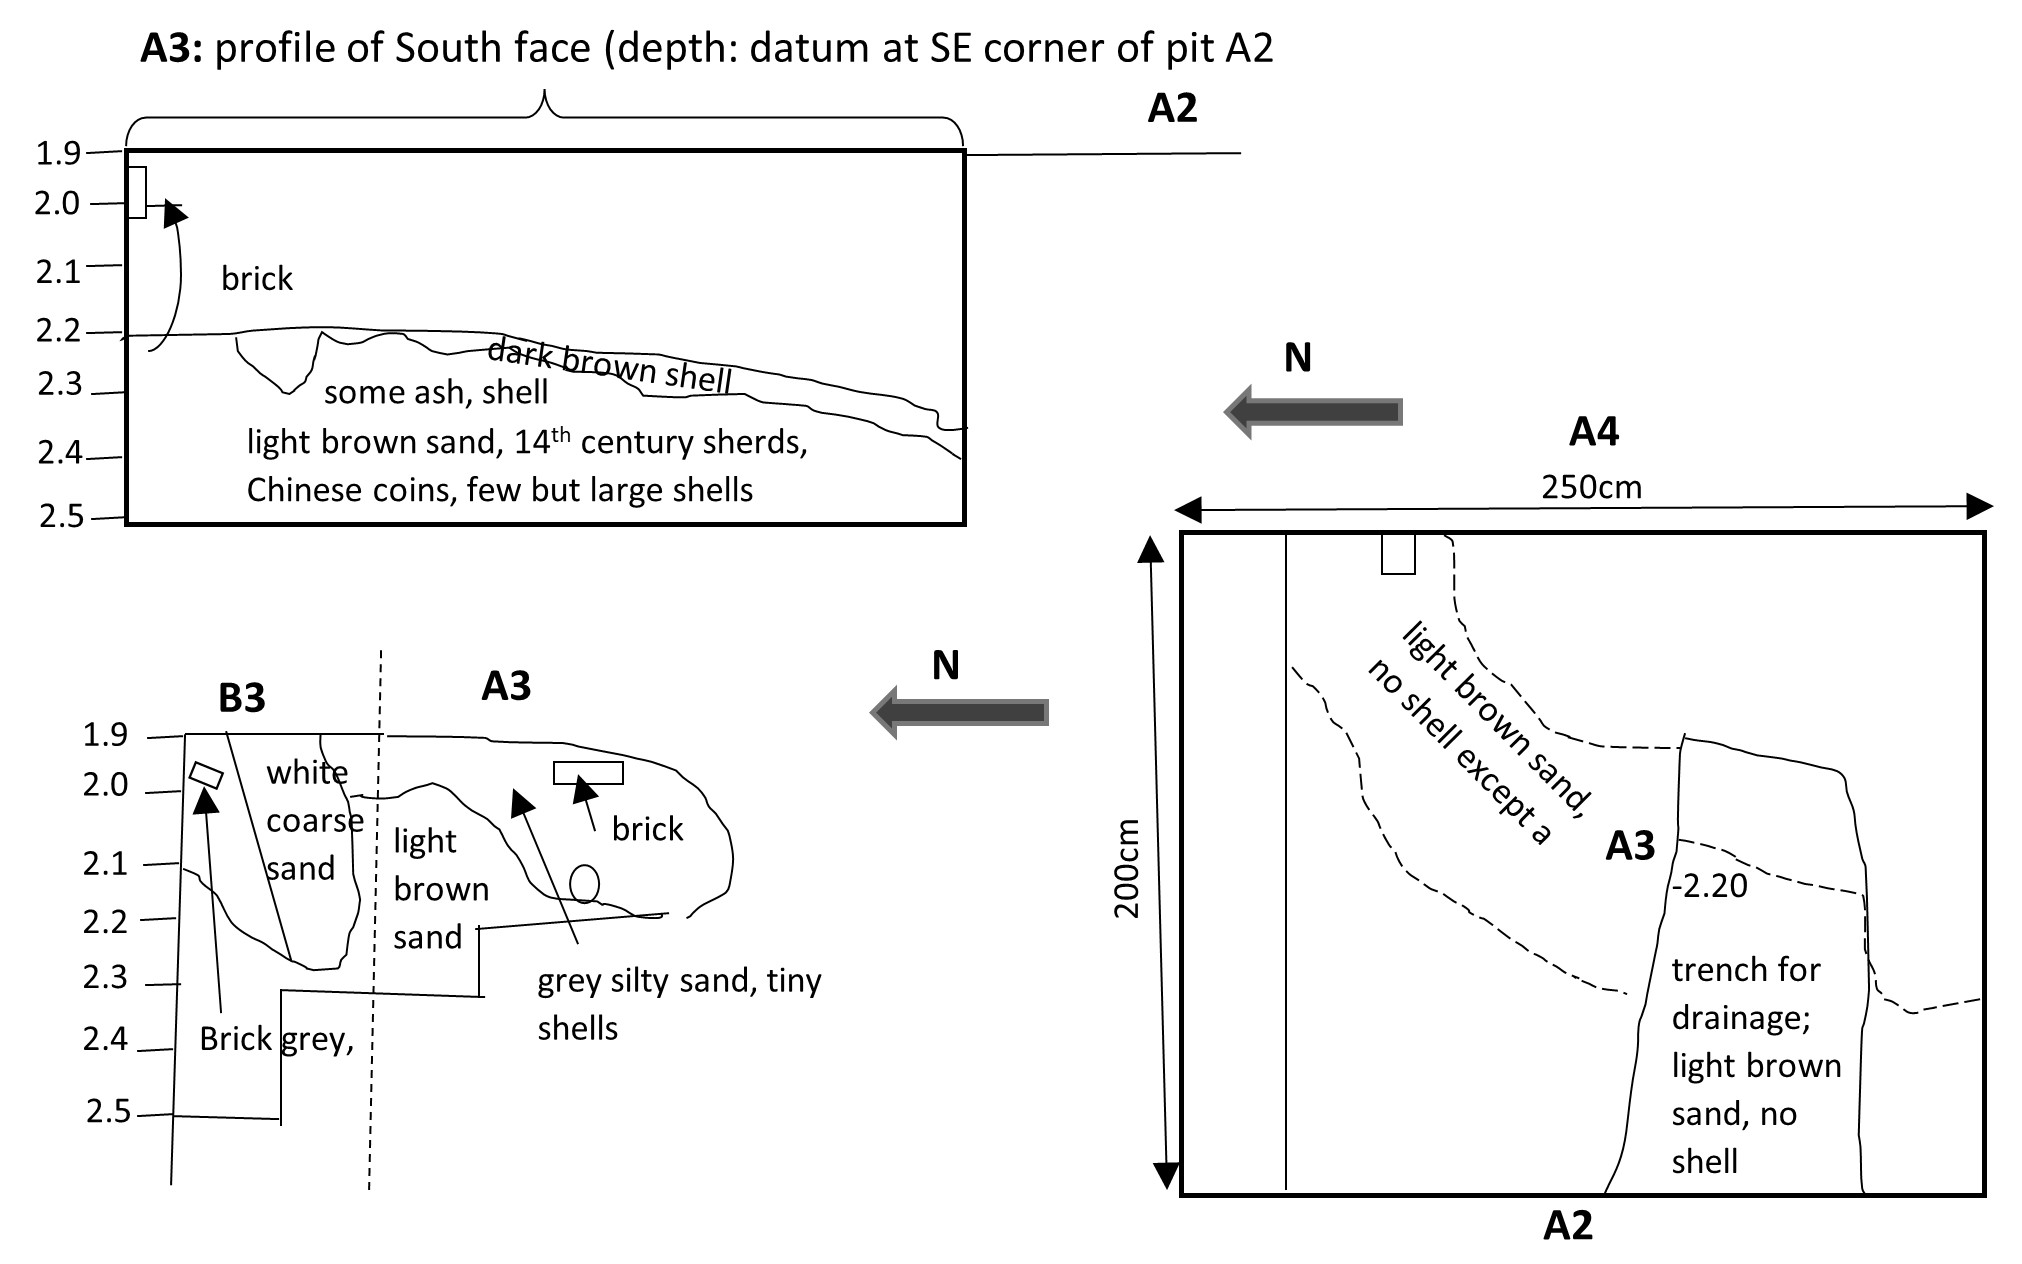 A3: profile of South face (depth: datum at SE corner of pit A2
A2
1.9
2.0
2.1
brick
2.2
2.3
2.4
2.5
dark brown shell
some ash, shell
light brown sand, 14th century sherds,
Chinese coins, few but large shells
N
A4
250cm
200cm
light brown sand,
no shell except a
A3
-2.20
trench for
drainage;
light brown
sand, no
shell
A2
N
B3
A3
1.9
2.0
2.1
2.2
2.3
2.4
2.5
white
coarse
sand
light
brown
sand
brick
grey silty sand, tiny
shells
Brick grey,